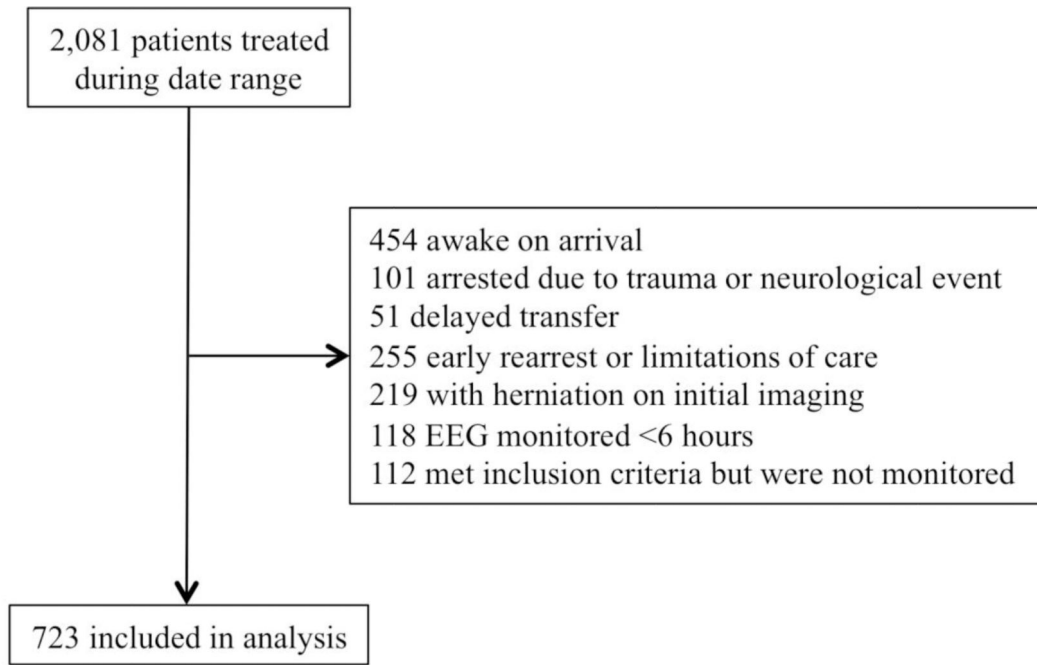 2,081 patients treated
during date range
454 awake on arrival
101 arrested due to trauma or neurological event
51 delayed transfer
255 early rearrest or limitations of care
219 with herniation on initial imaging
118 EEG monitored <6 hours
112 met inclusion criteria but were not monitored
723 included in analysis